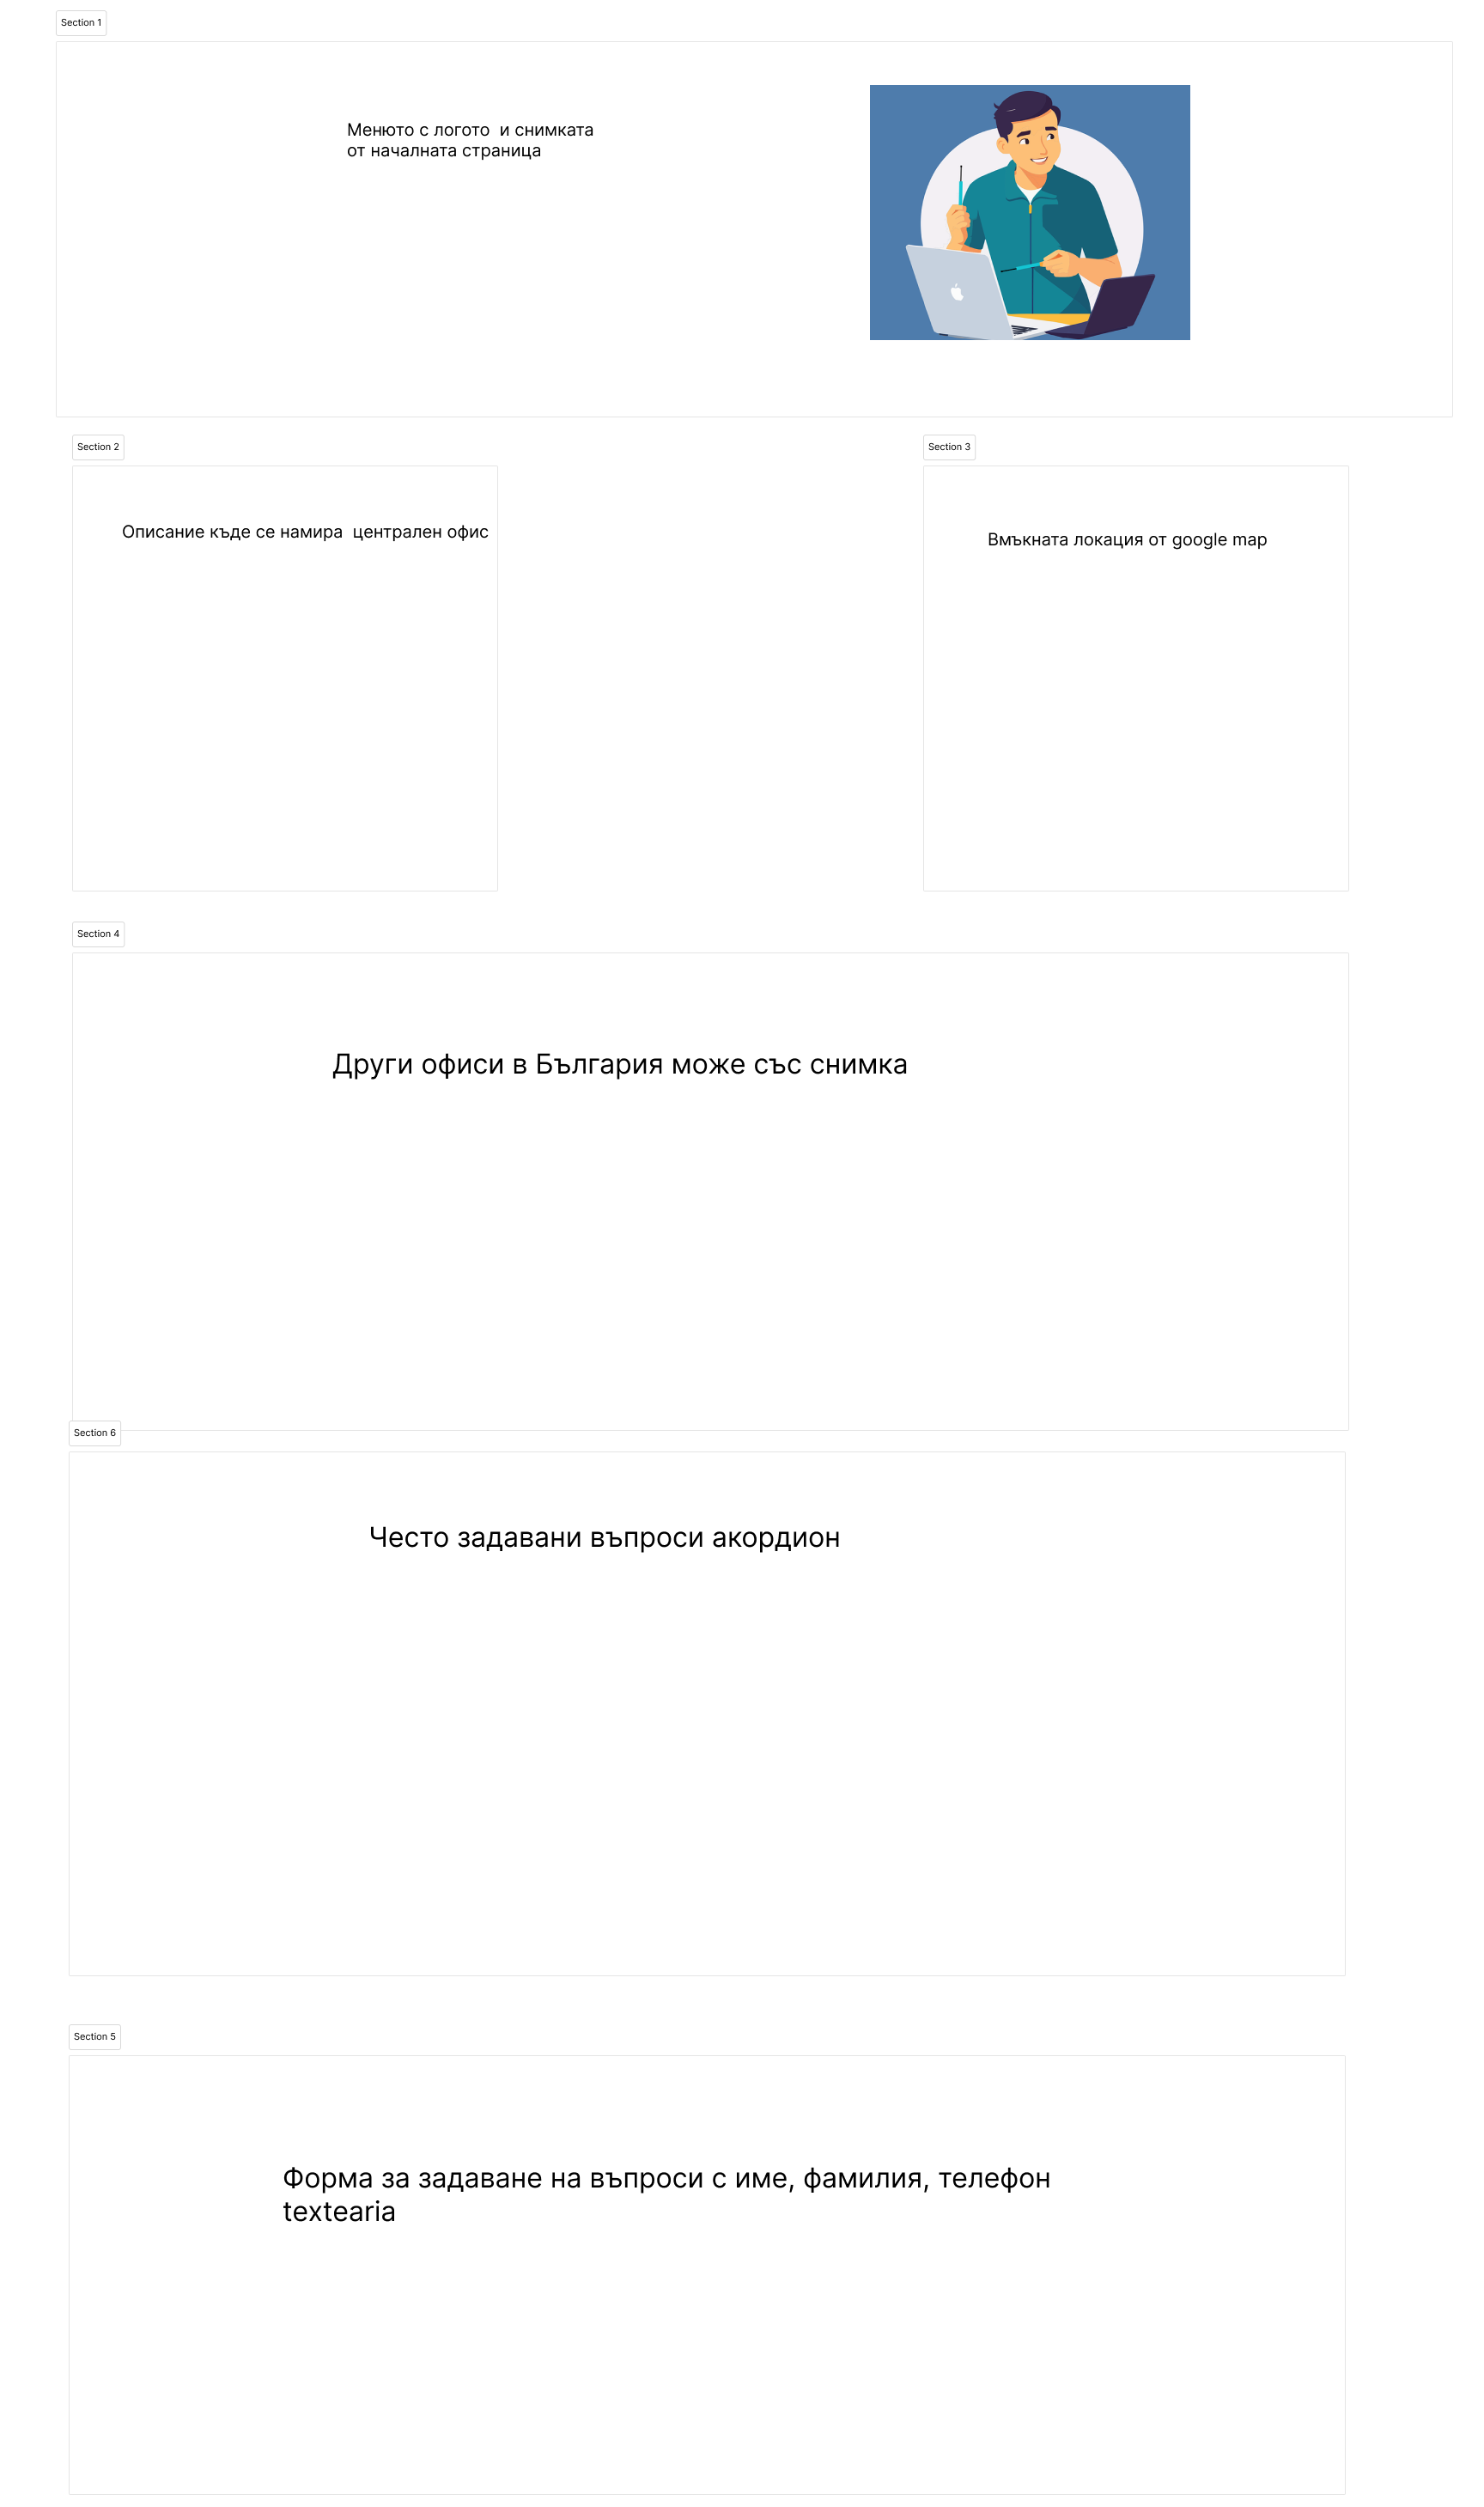 Section 1
Менюто с логото  и снимката
от началната страница
Section 2
Section 3
Описание къде се намира  централен офис
Вмъкната локация от google map
Section 4
Други офиси в България може със снимка
Section 6
Често задавани въпроси акордион
Section 5
Форма за задаване на въпроси с име, фамилия, телефон
textearia